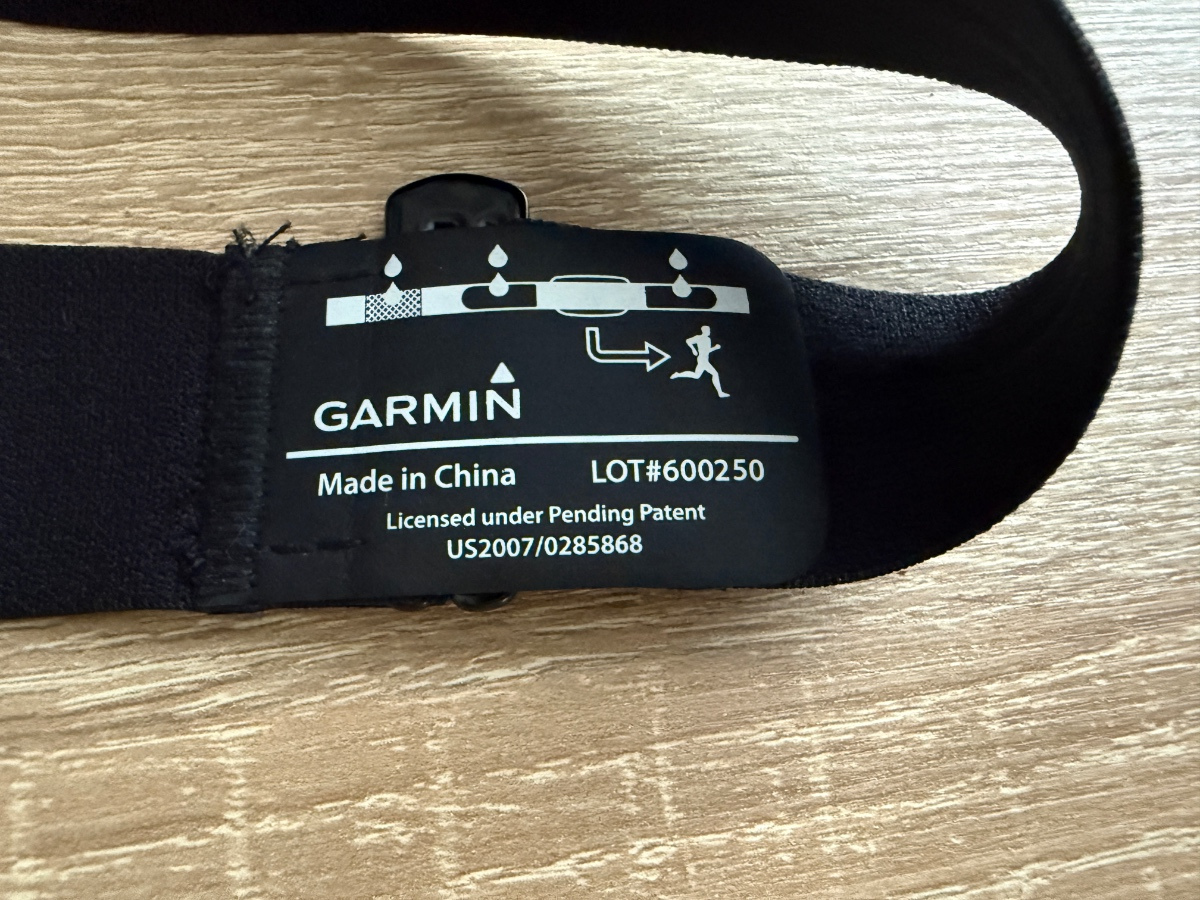 GARMIN
Made in China LOT#600250
Licensed under Pending Patent
US2007/0285868